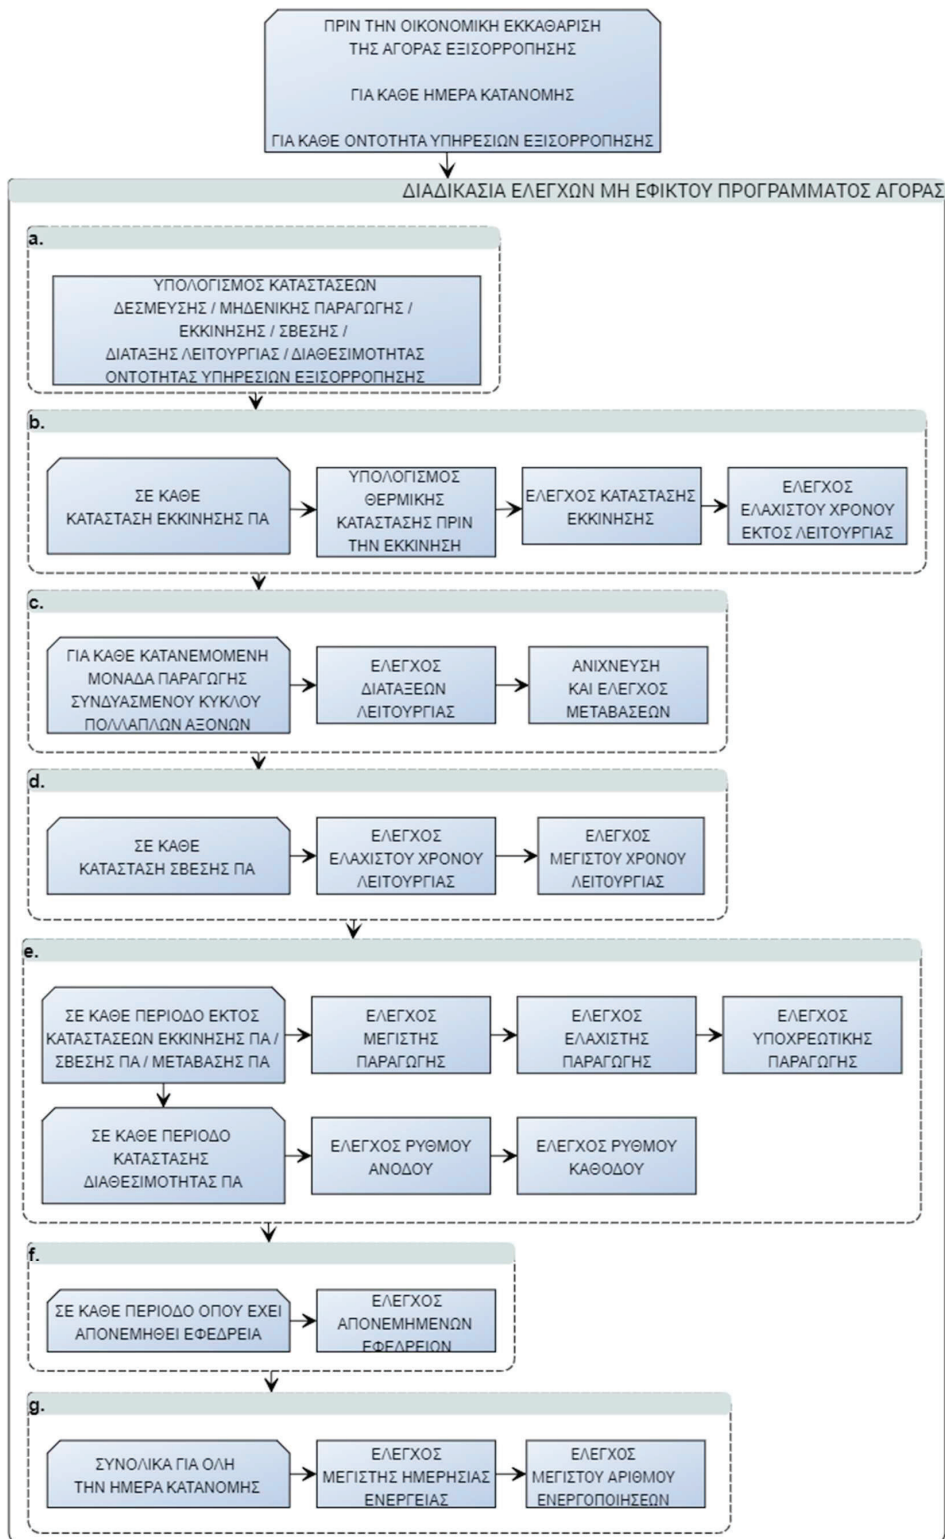 ΠΡΙΝ ΤΗΝ ΟΙΚΟΝΟΜΙΚΗ ΕΚΚΑΘΑΡΙΣΗ
ΤΗΣ ΑΓΟΡΑΣ ΕΞΙΣΟΡΡΟΠΗΣΗΣ
ΓΙΑ ΚΑΘΕ ΗΜΕΡΑ ΚΑΤΑΝΟΜΗΣ
ΓΙΑ ΚΑΘΕ ΟΝΤΟΤΗΤΑ ΥΠΗΡΕΣΙΩΝ ΕΞΙΣΟΡΡΟΠΗΣΗΣ
ΔΙΑΔΙΚΑΣΙΑ ΕΛΕΓΧΩΝ ΜΗ ΕΦΙΚΤΟΥ ΠΡΟΓΡΑΜΜΑΤΟΣ ΑΓΟΡΑΣ
a.
ΥΠΟΛΟΓΙΣΜΟΣ ΚΑΤΑΣΤΑΣΕΩΝ
ΔΕΣΜΕΥΣΗΣ / ΜΗΔΕΝΙΚΗΣ ΠΑΡΑΓΩΓΗΣ /
ΕΚΚΙΝΗΣΗΣ / ΣΒΕΣΗΣ /
ΔΙΑΤΑΞΗΣ ΛΕΙΤΟΥΡΓΙΑΣ / ΔΙΑΘΕΣΙΜΟΤΗΤΑΣ
ΟΝΤΟΤΗΤΑΣ ΥΠΗΡΕΣΙΩΝ ΕΞΙΣΟΡΡΟΠΗΣΗΣ
b.
ΣΕ ΚΑΘΕ
ΚΑΤΑΣΤΑΣΗ ΕΚΚΙΝΗΣΗΣ ΠΑ
ΥΠΟΛΟΓΙΣΜΟΣ
ΘΕΡΜΙΚΗΣ
ΚΑΤΑΣΤΑΣΗΣ ΠΡΙΝ
ΤΗΝ ΕΚΚΙΝΗΣΗ
ΕΛΕΓΧΟΣ ΚΑΤΑΣΤΑΣΗΣ
ΕΚΚΙΝΗΣΗΣ
ΕΛΕΓΧΟΣ
ΕΛΑΧΙΣΤΟΥ ΧΡΟΝΟΥ
ΕΚΤΟΣ ΛΕΙΤΟΥΡΓΙΑΣ
c.
ΓΙΑ ΚΑΘΕ ΚΑΤΑΝΕΜΟΜΕΝΗ
ΜΟΝΑΔΑ ΠΑΡΑΓΩΓΗΣ
ΣΥΝΔΥΑΣΜΕΝΟΥ ΚΥΚΛΟΥ
ΠΟΛΛΑΠΛΩΝ ΑΞΟΝΩΝ
ΕΛΕΓΧΟΣ
ΔΙΑΤΑΞΕΩΝ
ΛΕΙΤΟΥΡΓΙΑΣ
ΑΝΙΧΝΕΥΣΗ
ΚΑΙ ΕΛΕΓΧΟΣ
ΜΕΤΑΒΑΣΕΩΝ
d.
ΣΕ ΚΑΘΕ
ΚΑΤΑΣΤΑΣΗ ΣΒΕΣΗΣ ΠΑ
ΕΛΕΓΧΟΣ
ΕΛΑΧΙΣΤΟΥ ΧΡΟΝΟΥ
ΛΕΙΤΟΥΡΓΙΑΣ
ΕΛΕΓΧΟΣ
ΜΕΓΙΣΤΟΥ ΧΡΟΝΟΥ
ΛΕΙΤΟΥΡΓΙΑΣ
e.
ΣΕ ΚΑΘΕ ΠΕΡΙΟΔΟ ΕΚΤΟΣ
ΚΑΤΑΣΤΑΣΕΩΝ ΕΚΚΙΝΗΣΗΣ ΠΑ /
ΣΒΕΣΗΣ ΠΑ / ΜΕΤΑΒΑΣΗΣ ΠΑ
ΕΛΕΓΧΟΣ
ΜΕΓΙΣΤΗΣ
ΠΑΡΑΓΩΓΗΣ
ΕΛΕΓΧΟΣ
ΕΛΑΧΙΣΤΗΣ
ΠΑΡΑΓΩΓΗΣ
ΕΛΕΓΧΟΣ
ΥΠΟΧΡΕΩΤΙΚΗΣ
ΠΑΡΑΓΩΓΗΣ
ΣΕ ΚΑΘΕ ΠΕΡΙΟΔΟ
ΚΑΤΑΣΤΑΣΗΣ
ΔΙΑΘΕΣΙΜΟΤΗΤΑΣ ΠΑ
ΕΛΕΓΧΟΣ ΡΥΘΜΟΥ
ΑΝΟΔΟΥ
ΕΛΕΓΧΟΣ ΡΥΘΜΟΥ
ΚΑΘΟΔΟΥ
f.
ΣΕ ΚΑΘΕ ΠΕΡΙΟΔΟ ΟΠΟΥ ΕΧΕΙ
ΑΠΟΝΕΜΗΘΕΙ ΕΦΕΔΡΕΙΑ
ΕΛΕΓΧΟΣ
ΑΠΟΝΕΜΗΜΕΝΩΝ
ΕΦΕΔΡΕΙΩΝ
g.
ΣΥΝΟΛΙΚΑ ΓΙΑ ΟΛΗ
ΤΗΝ ΗΜΕΡΑ ΚΑΤΑΝΟΜΗΣ
ΕΛΕΓΧΟΣ
ΜΕΓΙΣΤΗΣ ΗΜΕΡΗΣΙΑΣ
ΕΝΕΡΓΕΙΑΣ
ΕΛΕΓΧΟΣ
ΜΕΓΙΣΤΟΥ ΑΡΙΘΜΟΥ
ΕΝΕΡΓΟΠΟΙΗΣΕΩΝ